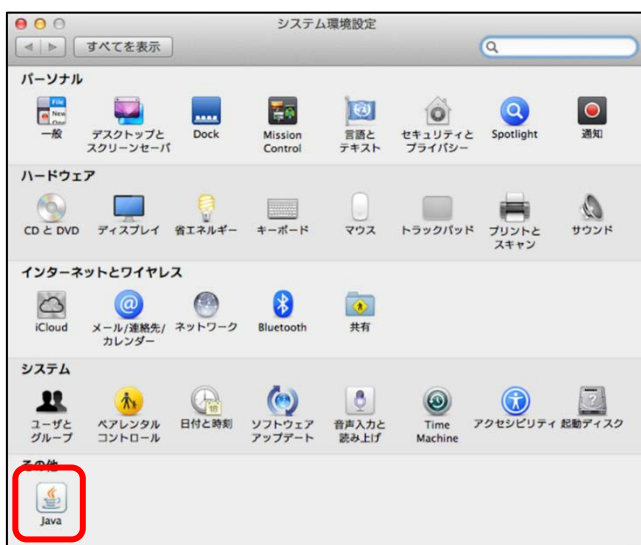 システム環境設定
すべてを表示
パーソナル
File
New
一般
デスクトップと
スクリーンセーバ
Dock
Mission
Control
言語と
テキスト
セキュリティと
プライバシー
Spotlight
通知
ハードウェア
CD と DVD
ディスプレイ
省エネルギー
キーボード
マウス
トラックパッド
プリントと
スキャン
サウンド
インターネットとワイヤレス
iCloud
メール/連絡先/
カレンダー
ネットワーク
Bluetooth
共有
システム
ユーザと
グループ
ペアレンタル
コントロール
18
日付と時刻
ソフトウェア
アップデート
音声入力と
読み上げ
Time
Machine
アクセシビリティ
起動ディスク
その他
Java